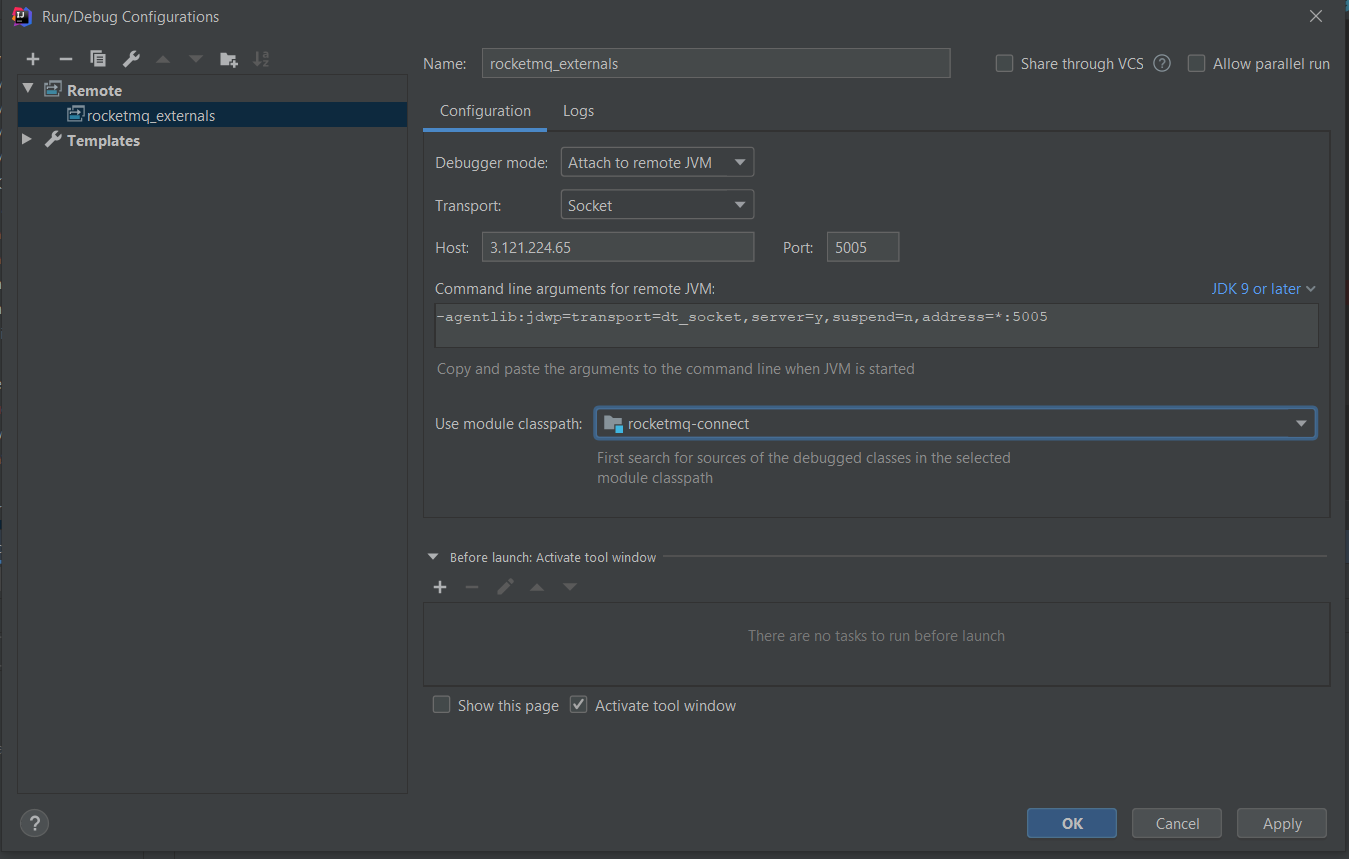 Run/Debug Configurations
Remote
rocketmq_externals
Templates
Name: rocketmq_externals
Share through VCS ? Allow parallel run
Configuration Logs
Debugger mode: Attach to remote JVM
Transport: Socket
Host: 3.121.224.65 Port: 5005
Command line arguments for remote JVM: JDK 9 or later
-agentlib:jdwp=transport=dt_socket,server=y,suspend=n,address=*:5005
Copy and paste the arguments to the command line when JVM is started
Use module classpath: rocketmq-connect
First search for sources of the debugged classes in the selected
module classpath
Before launch: Activate tool window
There are no tasks to run before launch
Show this page Activate tool window
? OK Cancel Apply